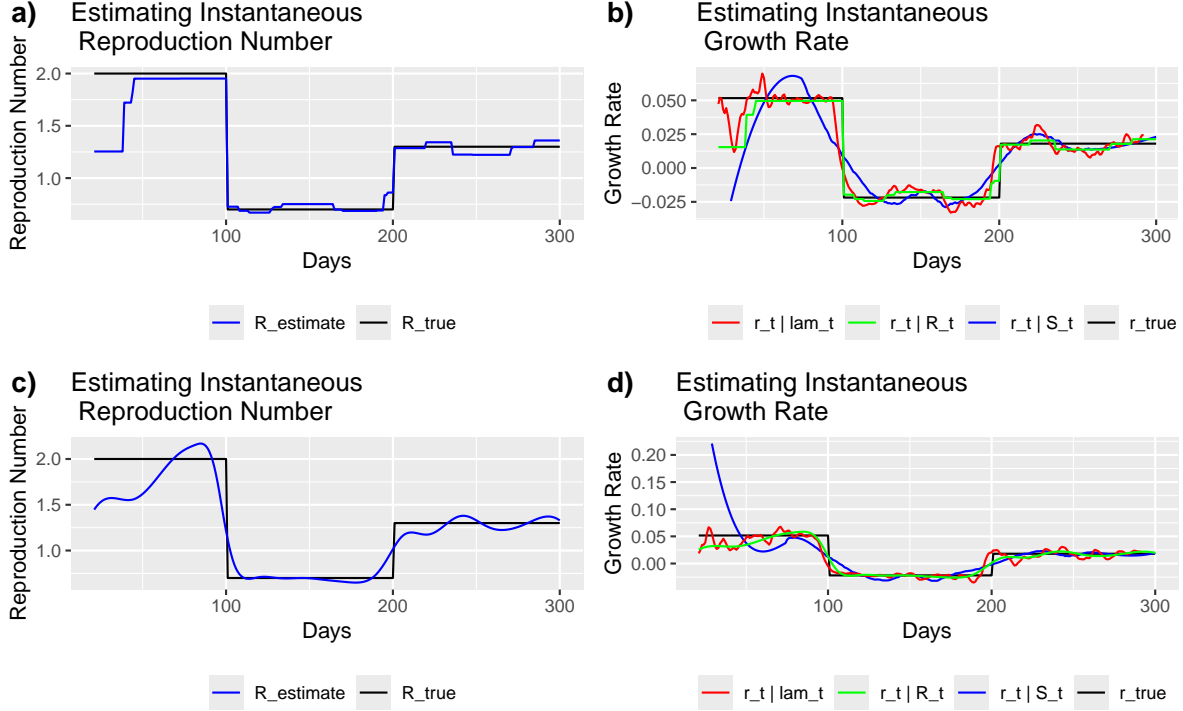 a)
Estimating Instantaneous
Reproduction Number
Reproduction Number
2.0
1.5
1.0
100
200
300
Days
R_estimate
R_true
b)
Estimating Instantaneous
Growth Rate
Growth Rate
0.050
0.025
0.000
−0.025
100
200
300
Days
r_t | lam_t
r_t | R_t
r_t | S_t
r_true
c)
Estimating Instantaneous
Reproduction Number
Reproduction Number
2.0
1.5
1.0
100
200
300
Days
R_estimate
R_true
d)
Estimating Instantaneous
Growth Rate
Growth Rate
0.20
0.15
0.10
0.05
0.00
100
200
300
Days
r_t | lam_t
r_t | R_t
r_t | S_t
r_true